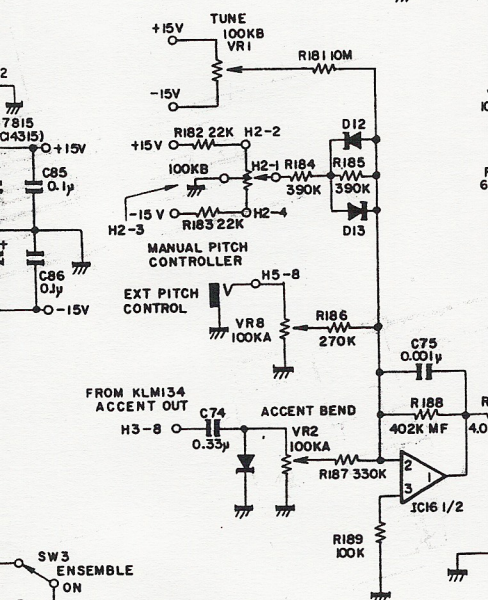 TUNE
+15V
100KB
VR1
R181 10M
-15V
2
7815
C14315)
+15V
C85
0.1µ
R182 22K
H2-2
+15V
100KB
H2-1
R184
390K
D12
R185
390K
-15 V
R183 22K
H2-4
H2-3
D13
MANUAL PITCH
CONTROLLER
C86
0.1µ
-15V
EXT PITCH
CONTROL
H5-8
VR8
100KA
R186
270K
C75
0.001µ
FROM KLM134
ACCENT OUT
C74
ACCENT BEND
R188
402K MF
4.0
H3-8
0.33µ
VR2
100KA
R187 330K
2
3
1
IC16 1/2
R189
100K
SW3
ENSEMBLE
ON